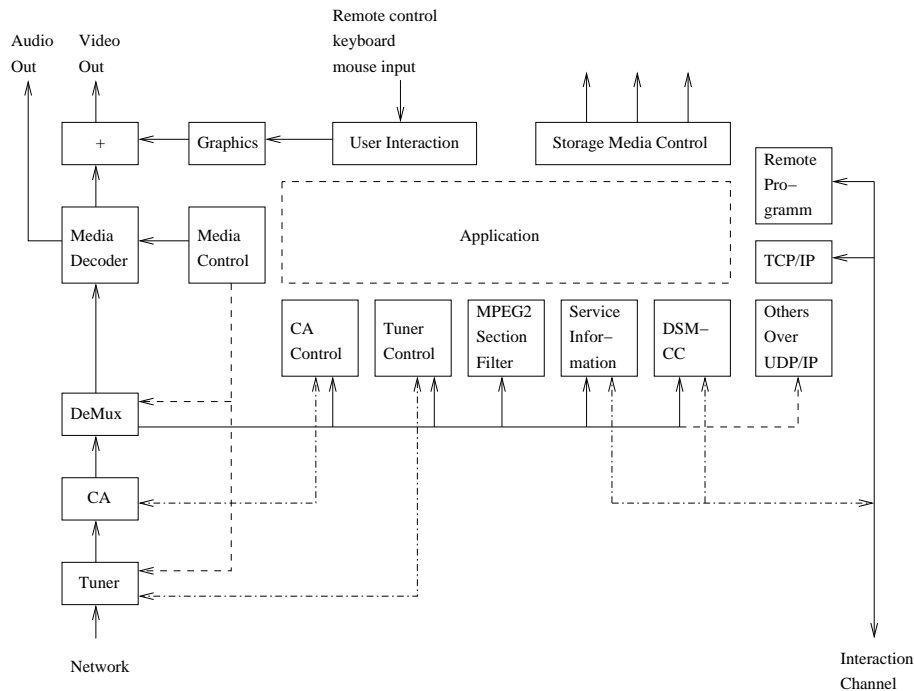 Remote control
keyboard
mouse input
Audio
Out
Video
Out
+
Graphics
User Interaction
Storage Media Control
Remote
Pro–
gramm
Media
Decoder
Media
Control
Application
TCP/IP
CA
Control
Tuner
Control
MPEG2
Section
Filter
Service
Infor–
mation
DSM–
CC
Others
Over
UDP/IP
DeMux
CA
Tuner
Network
Interaction
Channel